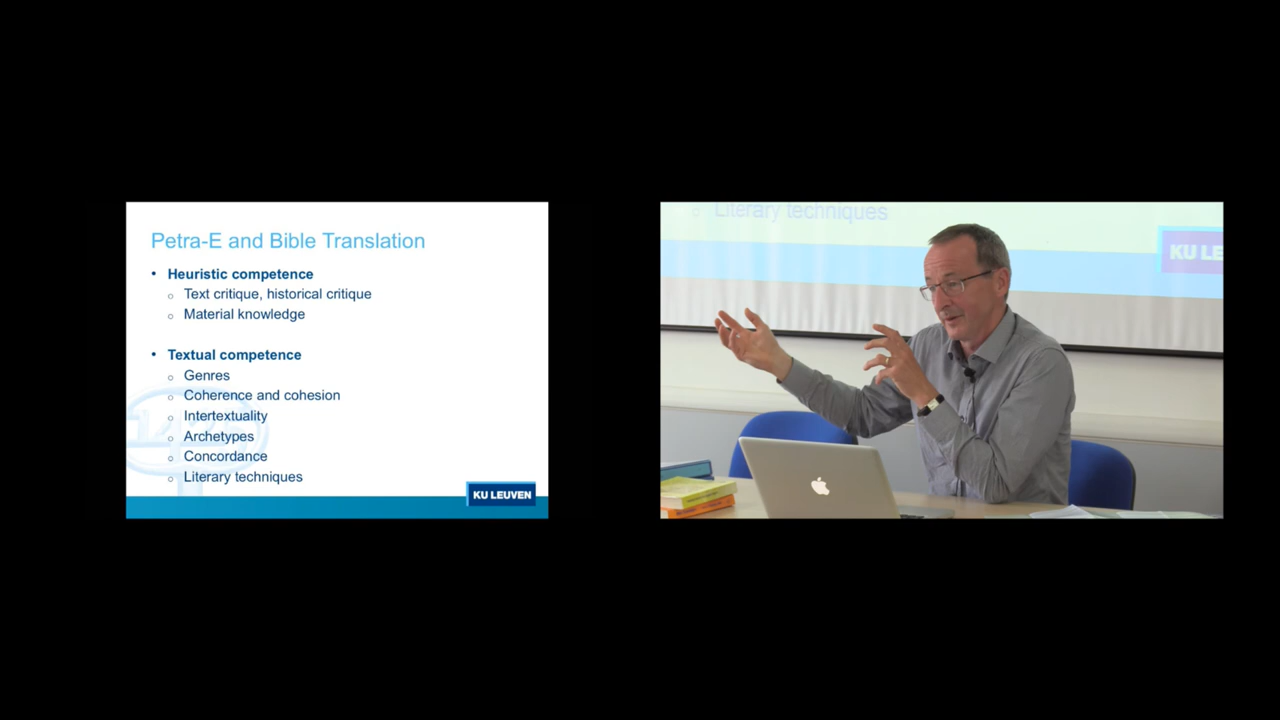 Petra-E and Bible Translation
• Heuristic competence
o Text critique, historical critique
o Material knowledge
• Textual competence
o Genres
o Coherence and cohesion
o Intertextuality
o Archetypes
o Concordance
o Literary techniques
KU LEUVEN
o Literary techniques
KU LE